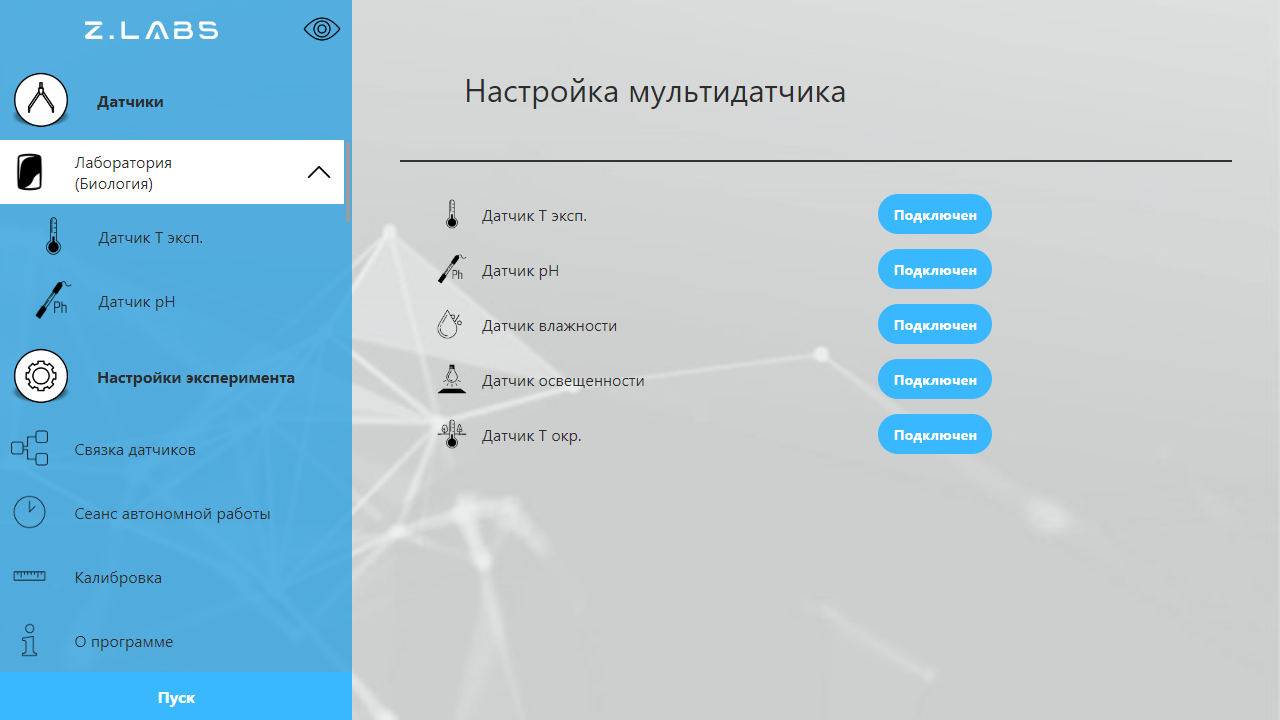 Z.LABS
Датчики
Лаборатория
(Биология)
Датчик Т эксп.
Ph
Датчик pH
Настройки эксперимента
Связка датчиков
Сеанс автономной работы
Калибровка
О программе
Пуск
Настройка мультидатчика
Датчик Т эксп.
Подключен
Ph
Датчик pH
Подключен
%
Датчик влажности
Подключен
Датчик освещенности
Подключен
Датчик Т окр.
Подключен